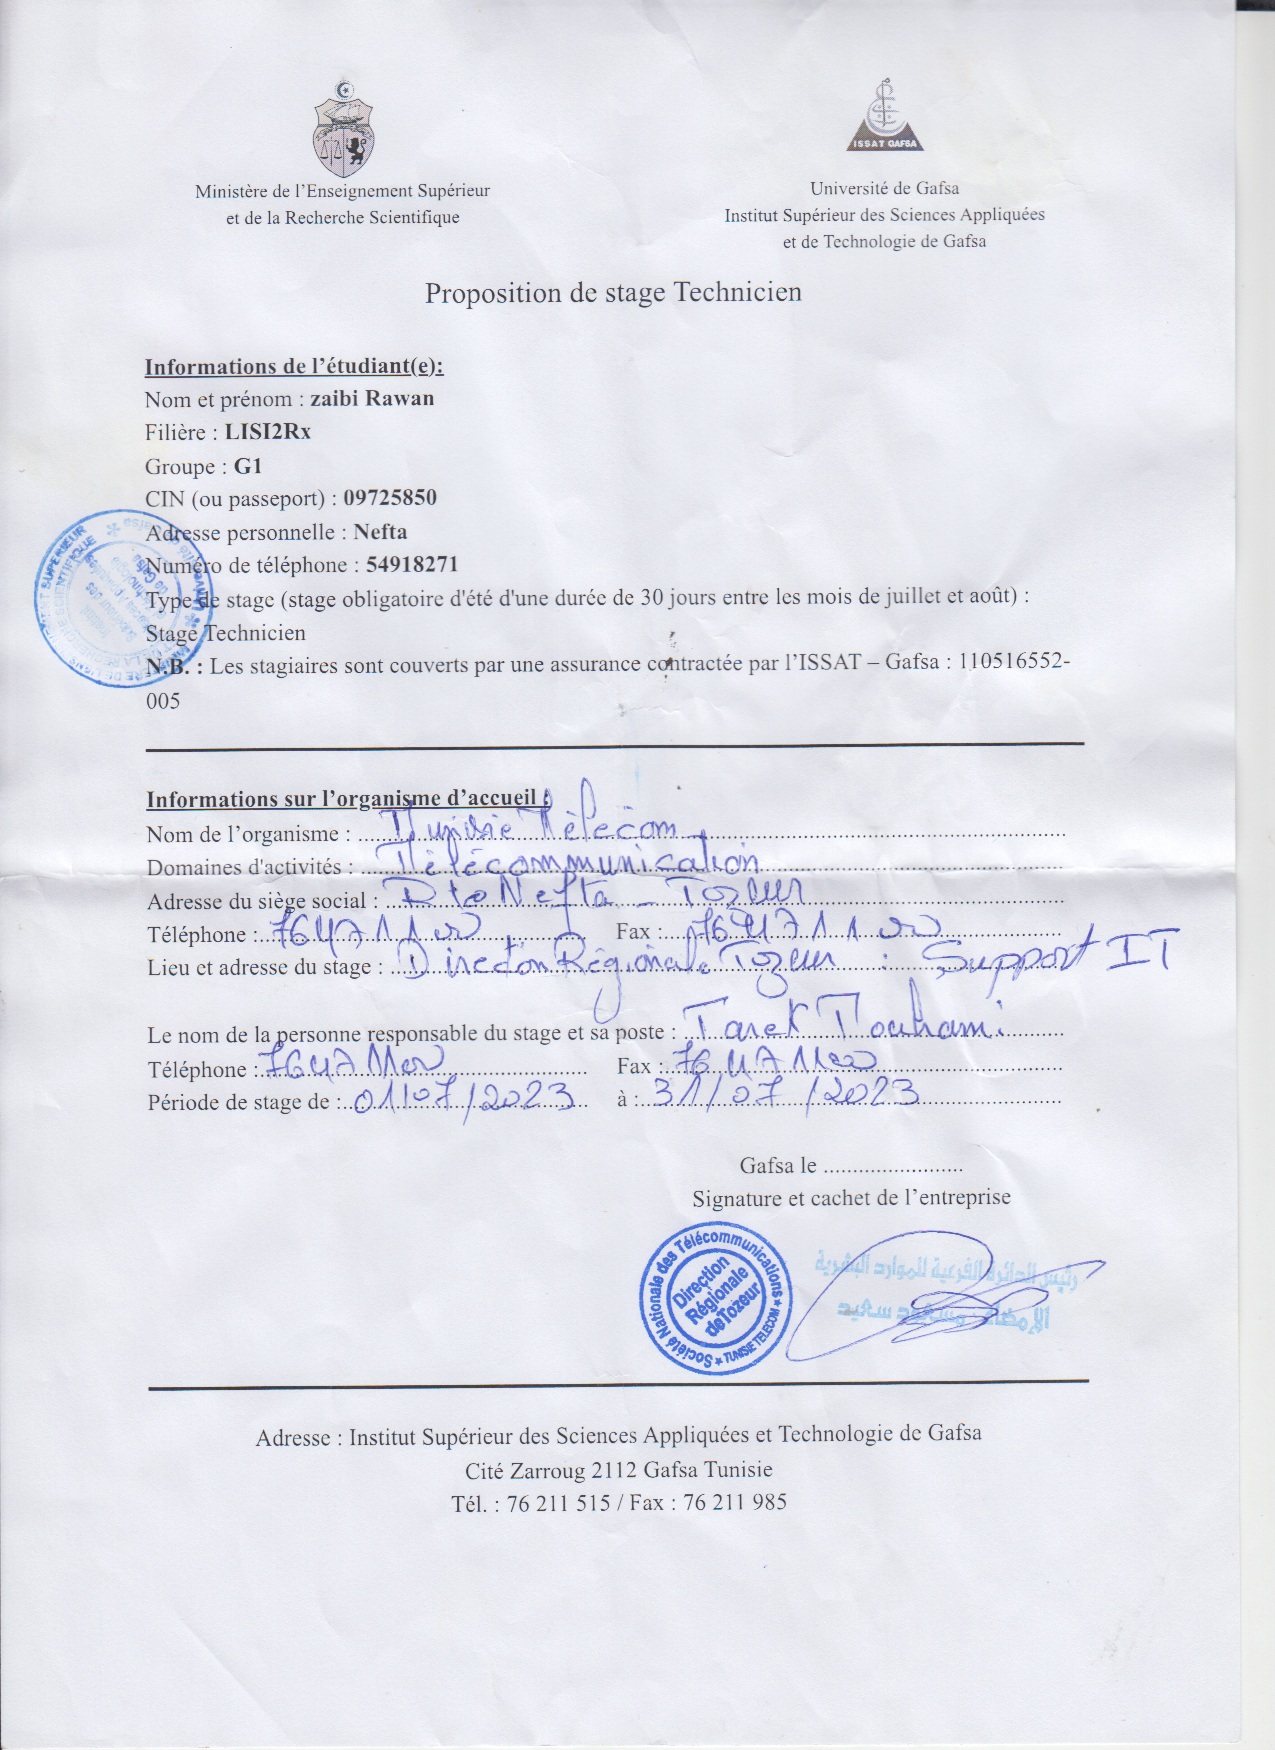 ISSAT GAFSA
Ministère de l'Enseignement Supérieur
et de la Recherche Scientifique
Université de Gafsa
Institut Supérieur des Sciences Appliquées
et de Technologie de Gafsa
Proposition de stage Technicien
Informations de l'étudiant(e):
Nom et prénom : zaibi Rawan
Filière : LISI2Rx
Groupe : G1
CIN (ou passeport) : 09725850
Adresse personnelle : Nefta
Numéro de téléphone : 54918271
Type de stage (stage obligatoire d'été d'une durée de 30 jours entre les mois de juillet et août) :
Stage Technicien
N.B. : Les stagiaires sont couverts par une assurance contractée par l'ISSAT – Gafsa : 110516552-
005
Informations sur l'organisme d'accueil :
Nom de l'organisme : Tunisie Télécom
Domaines d'activités : Télécommunication
Adresse du siège social : Rte Nefta - Tozeur
Téléphone : Fax :
Lieu et adresse du stage : Direction Régionale Tozeur : Support IT
Le nom de la personne responsable du stage et sa poste : Tarek
Téléphone : Fax :
Période de stage de : 01/07/2023 à : 31/07/2023
Gafsa le ........................
Signature et cachet de l'entreprise
Société Nationale des Télécommunications
★ TUNISIE TELECOM ★
Direction
Régionale
de Tozeur
رئيس الدائرة الفرعية للموارد البشرية
Adresse : Institut Supérieur des Sciences Appliquées et Technologie de Gafsa
Cité Zarroug 2112 Gafsa Tunisie
Tél. : 76 211 515 / Fax : 76 211 985